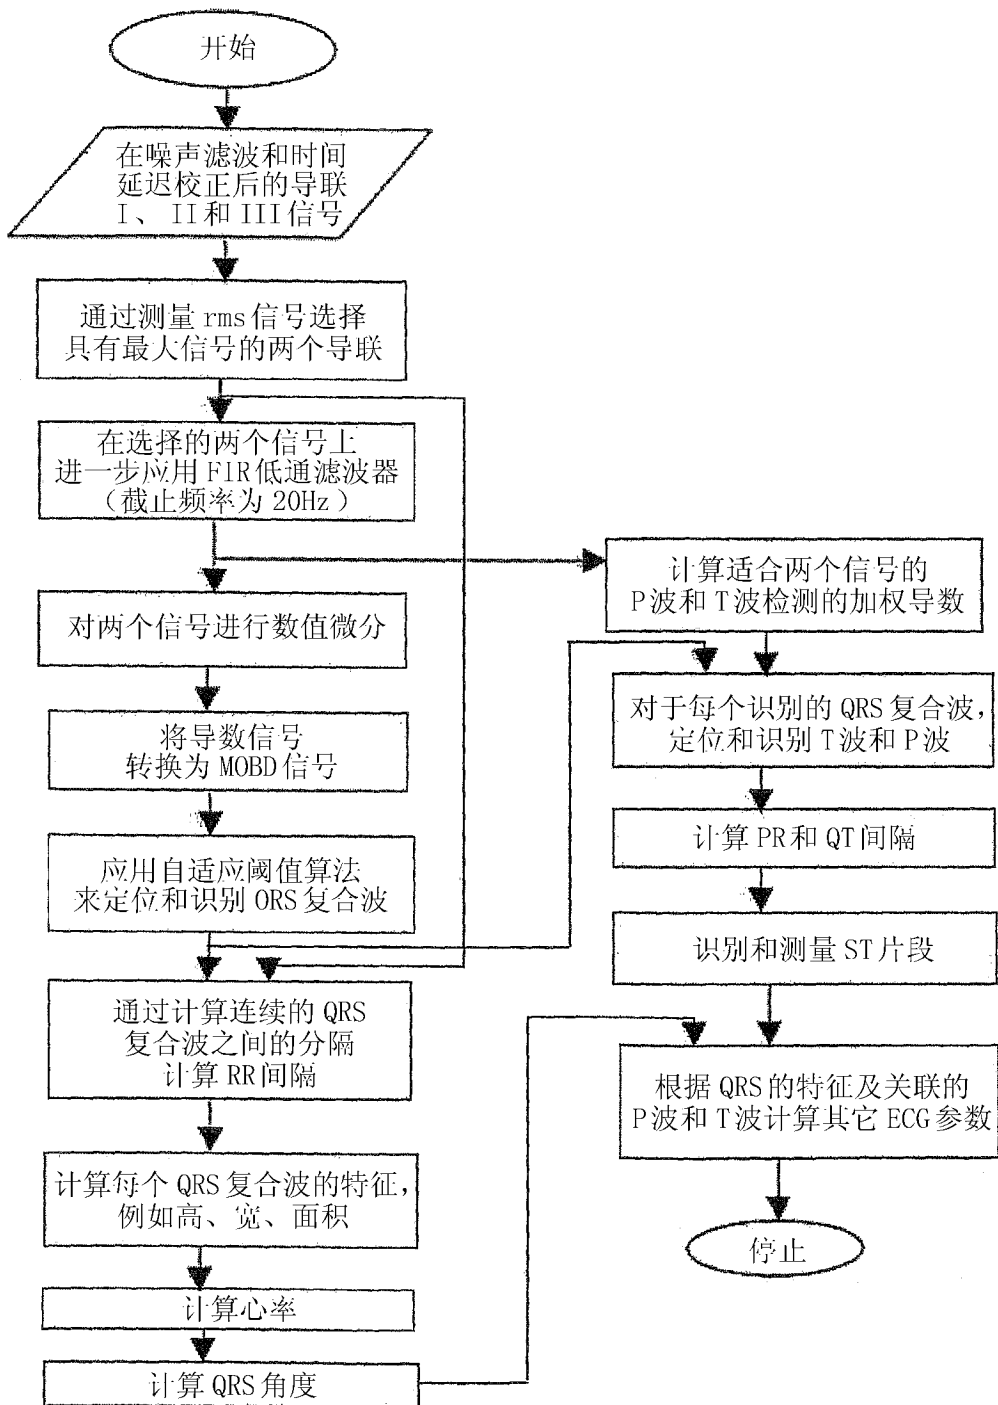 开始
在噪声滤波和时间
延迟校正后的导联
I、II和III信号
通过测量rms信号选择
具有最大信号的两个导联
在选择的两个信号上
进一步应用FIR低通滤波器
（截止频率为20Hz）
对两个信号进行数值微分
将导数信号
转换为MOBD信号
应用自适应阈值算法
来定位和识别ORS复合波
通过计算连续的QRS
复合波之间的分隔
计算RR间隔
计算每个QRS复合波的特征，
例如高、宽、面积
计算心率
计算QRS角度
计算适合两个信号的
P波和T波检测的加权导数
对于每个识别的QRS复合波，
定位和识别T波和P波
计算PR和QT间隔
识别和测量ST片段
根据QRS的特征及关联的
P波和T波计算其它ECG参数
停止